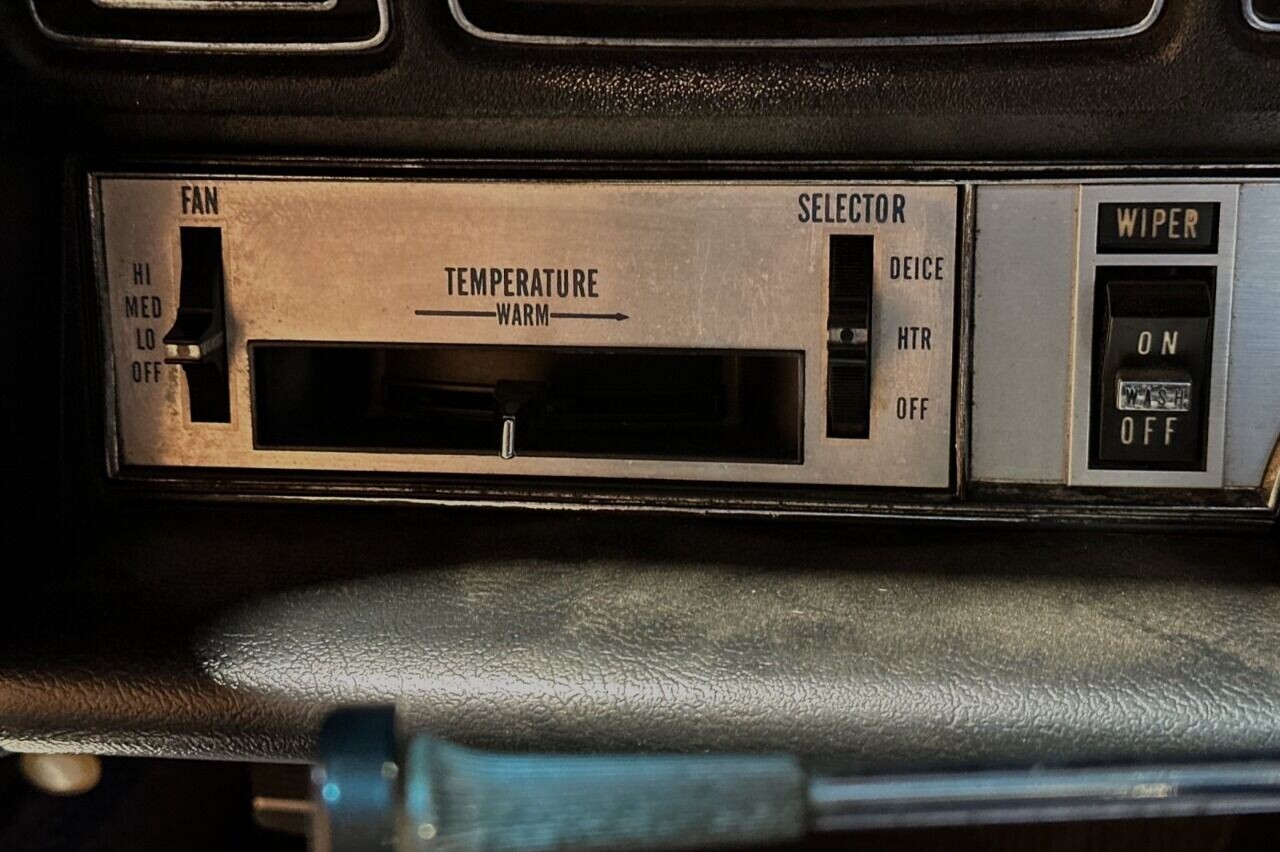 FAN
HI
MED
LO
OFF
TEMPERATURE
WARM
SELECTOR
DEICE
HTR
OFF
WIPER
ON
WASH
OFF